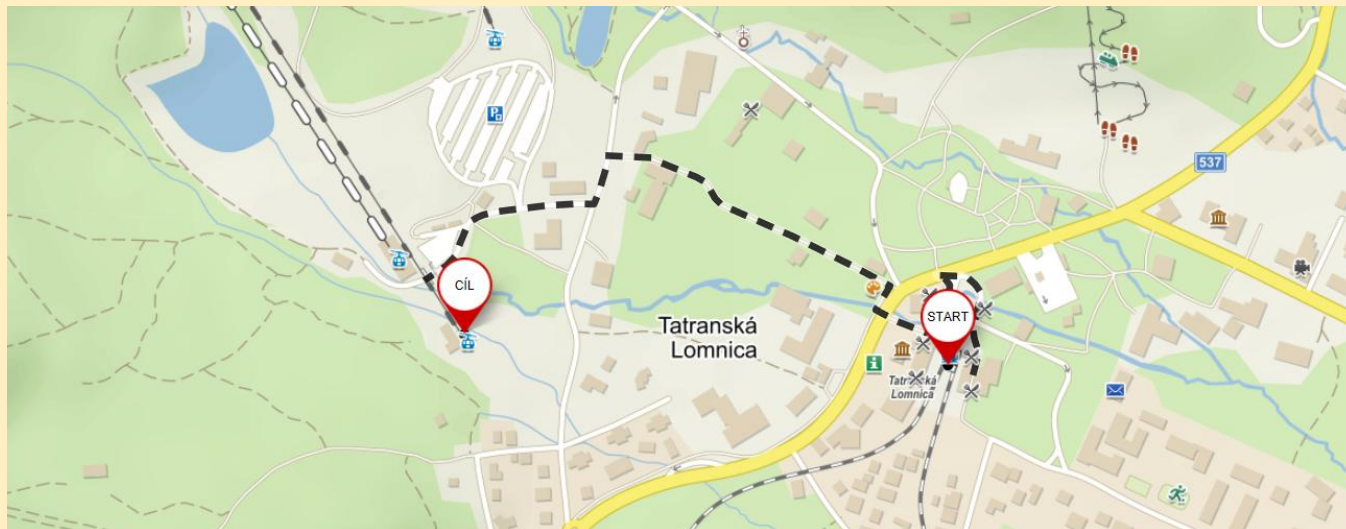 P
537
CÍL
START
Tatranská
Lomnica
i
Tatranská
Lomnica